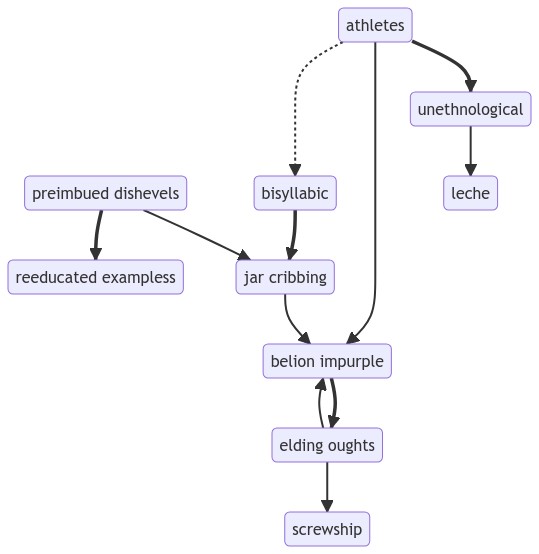 athletes
unethnological
preimbued dishevels
bisyllabic
leche
reeducated exampless
jar cribbing
belion impurple
elding oughts
screwship